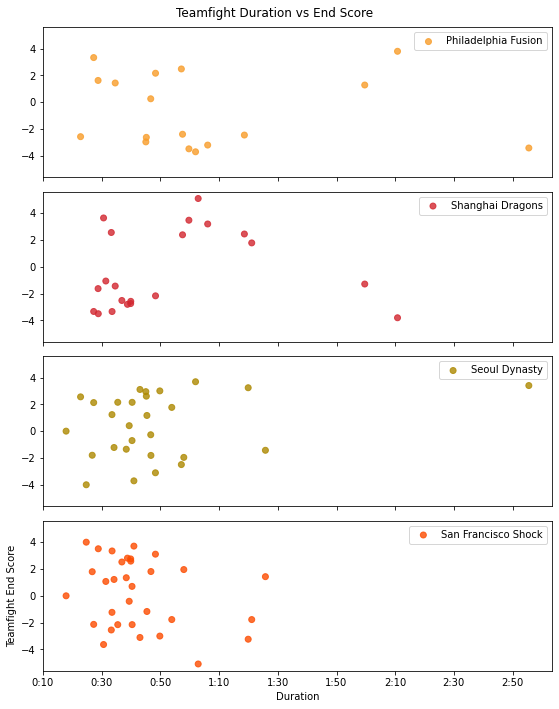 Teamfight Duration vs End Score
Philadelphia Fusion
4
2
0
−2
−4
Shanghai Dragons
4
2
0
−2
−4
Seoul Dynasty
4
2
0
−2
−4
San Francisco Shock
4
2
0
−2
−4
Teamfight End Score
0:10 0:30 0:50 1:10 1:30 1:50 2:10 2:30 2:50
Duration